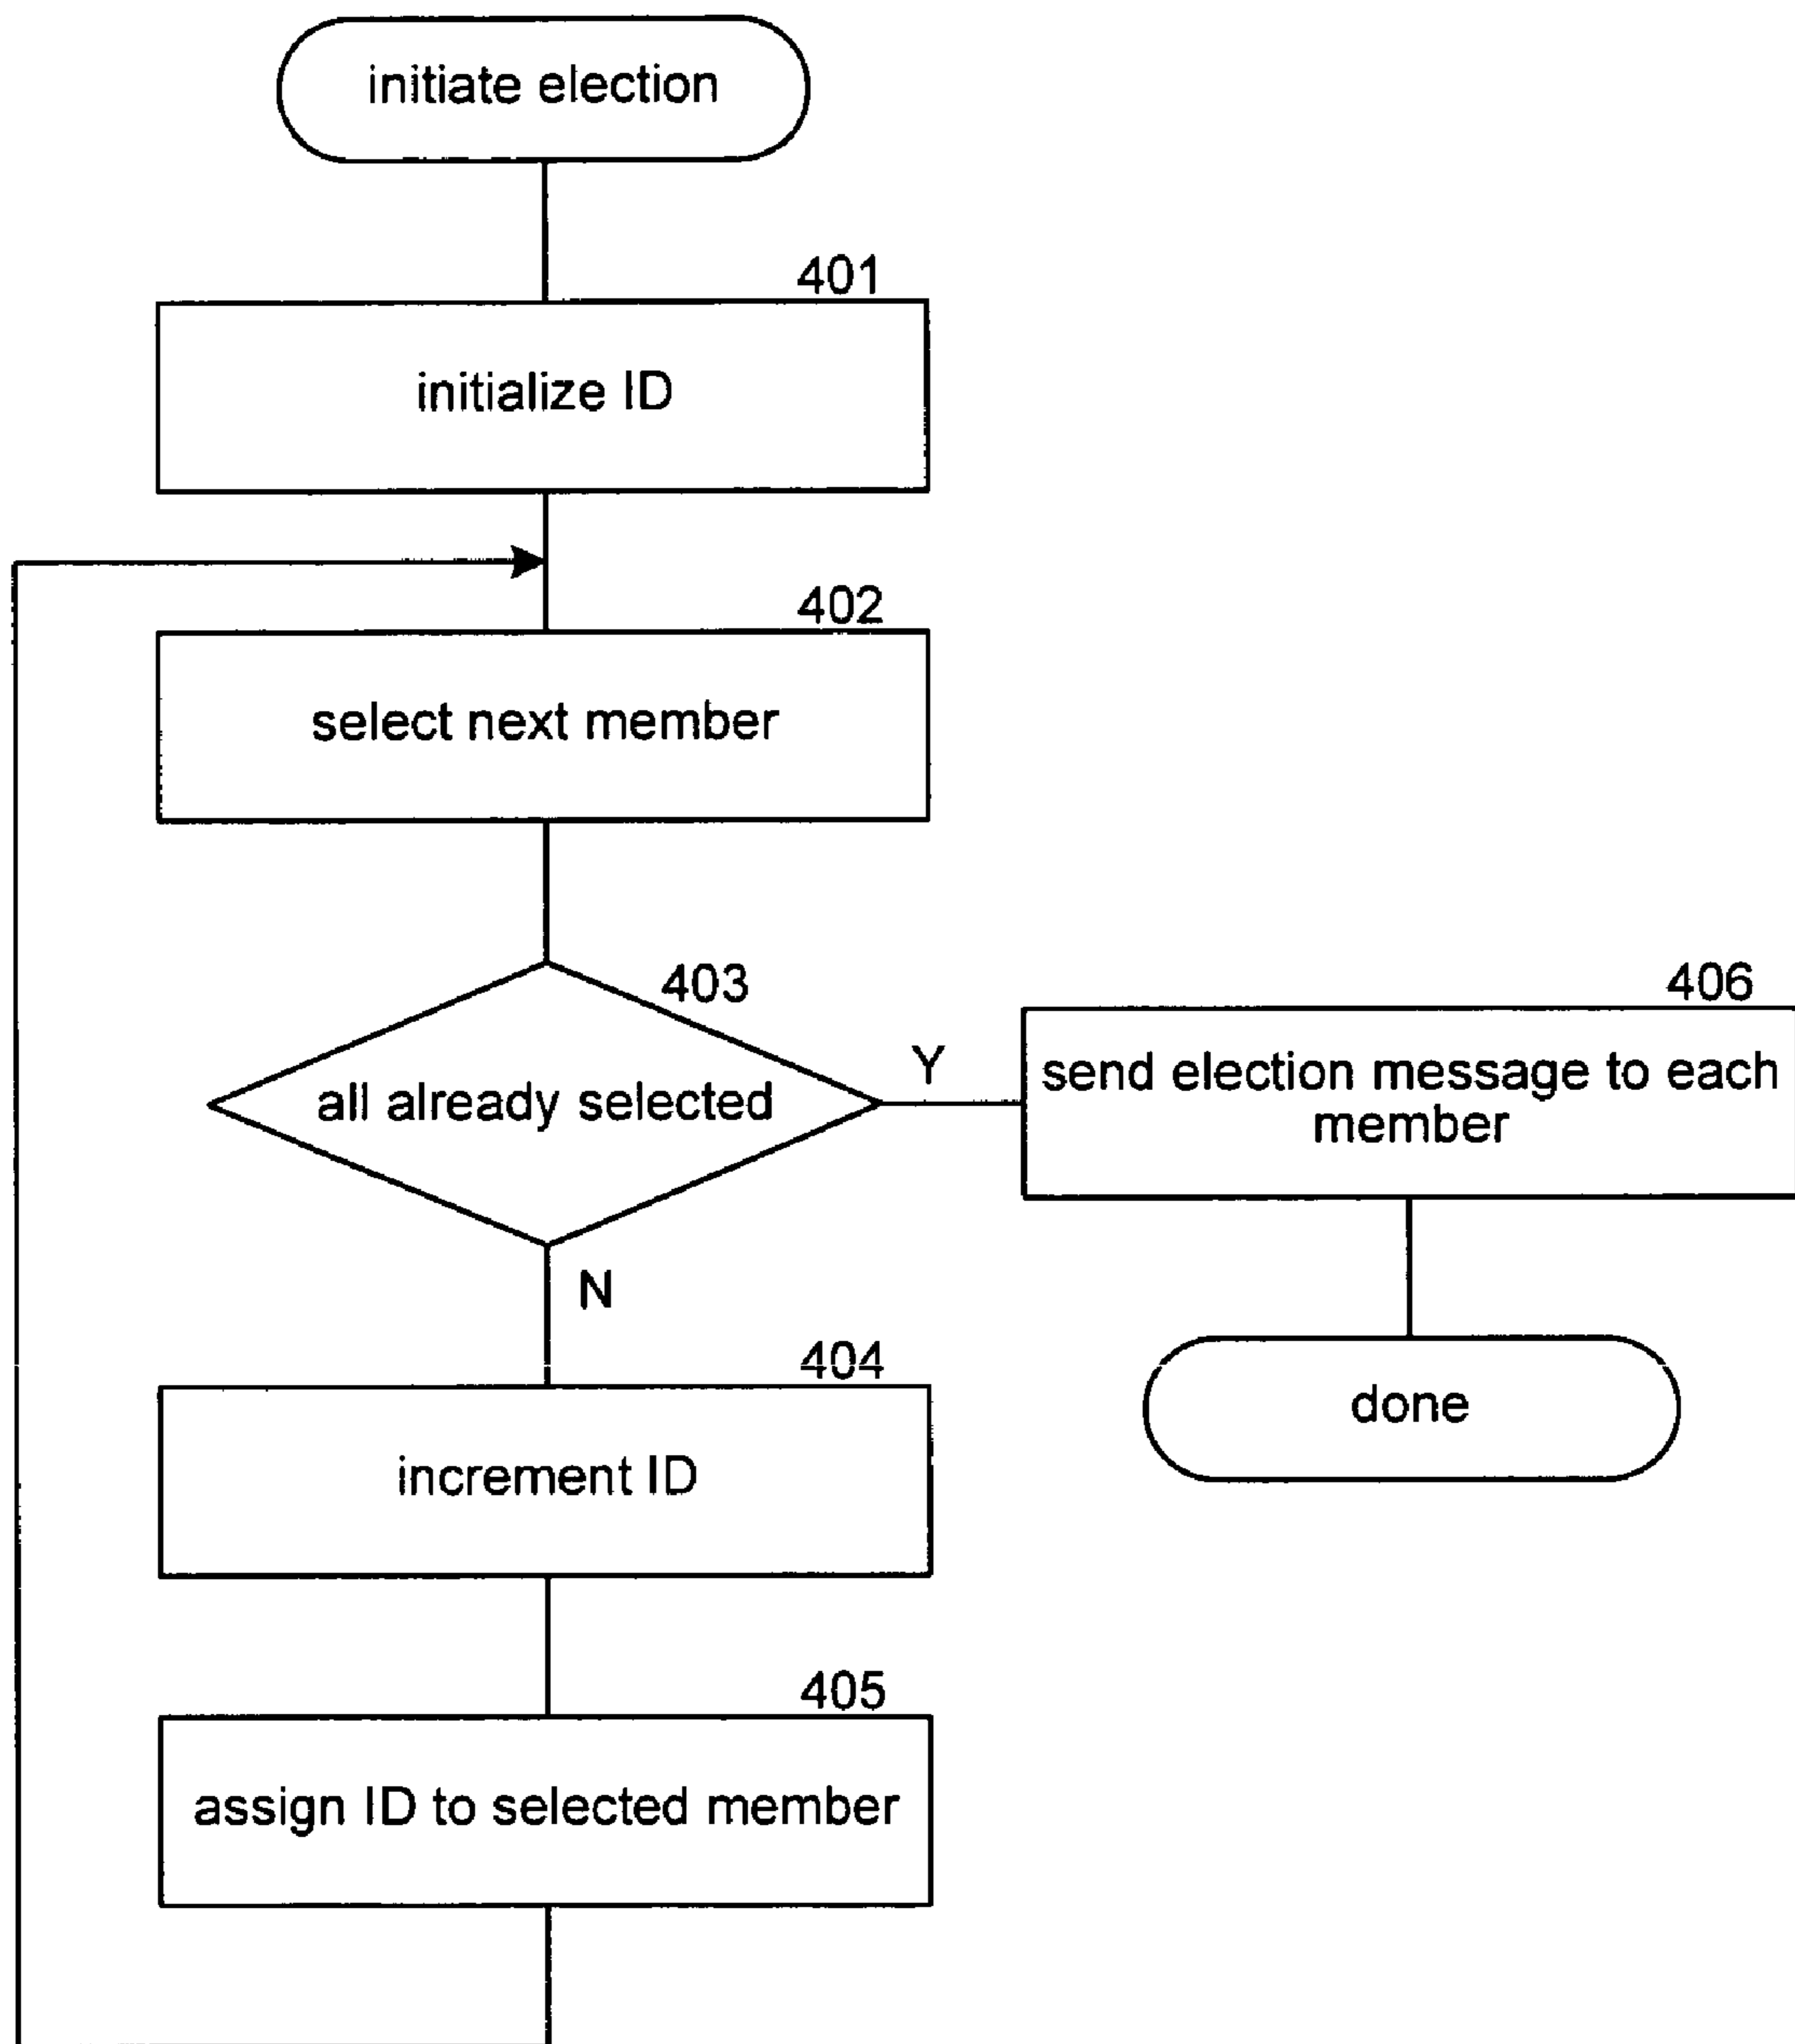 initiate election
401
initialize ID
402
select next member
403
all already selected
Y
406
send election message to each
member
N
404
increment ID
done
405
assign ID to selected member